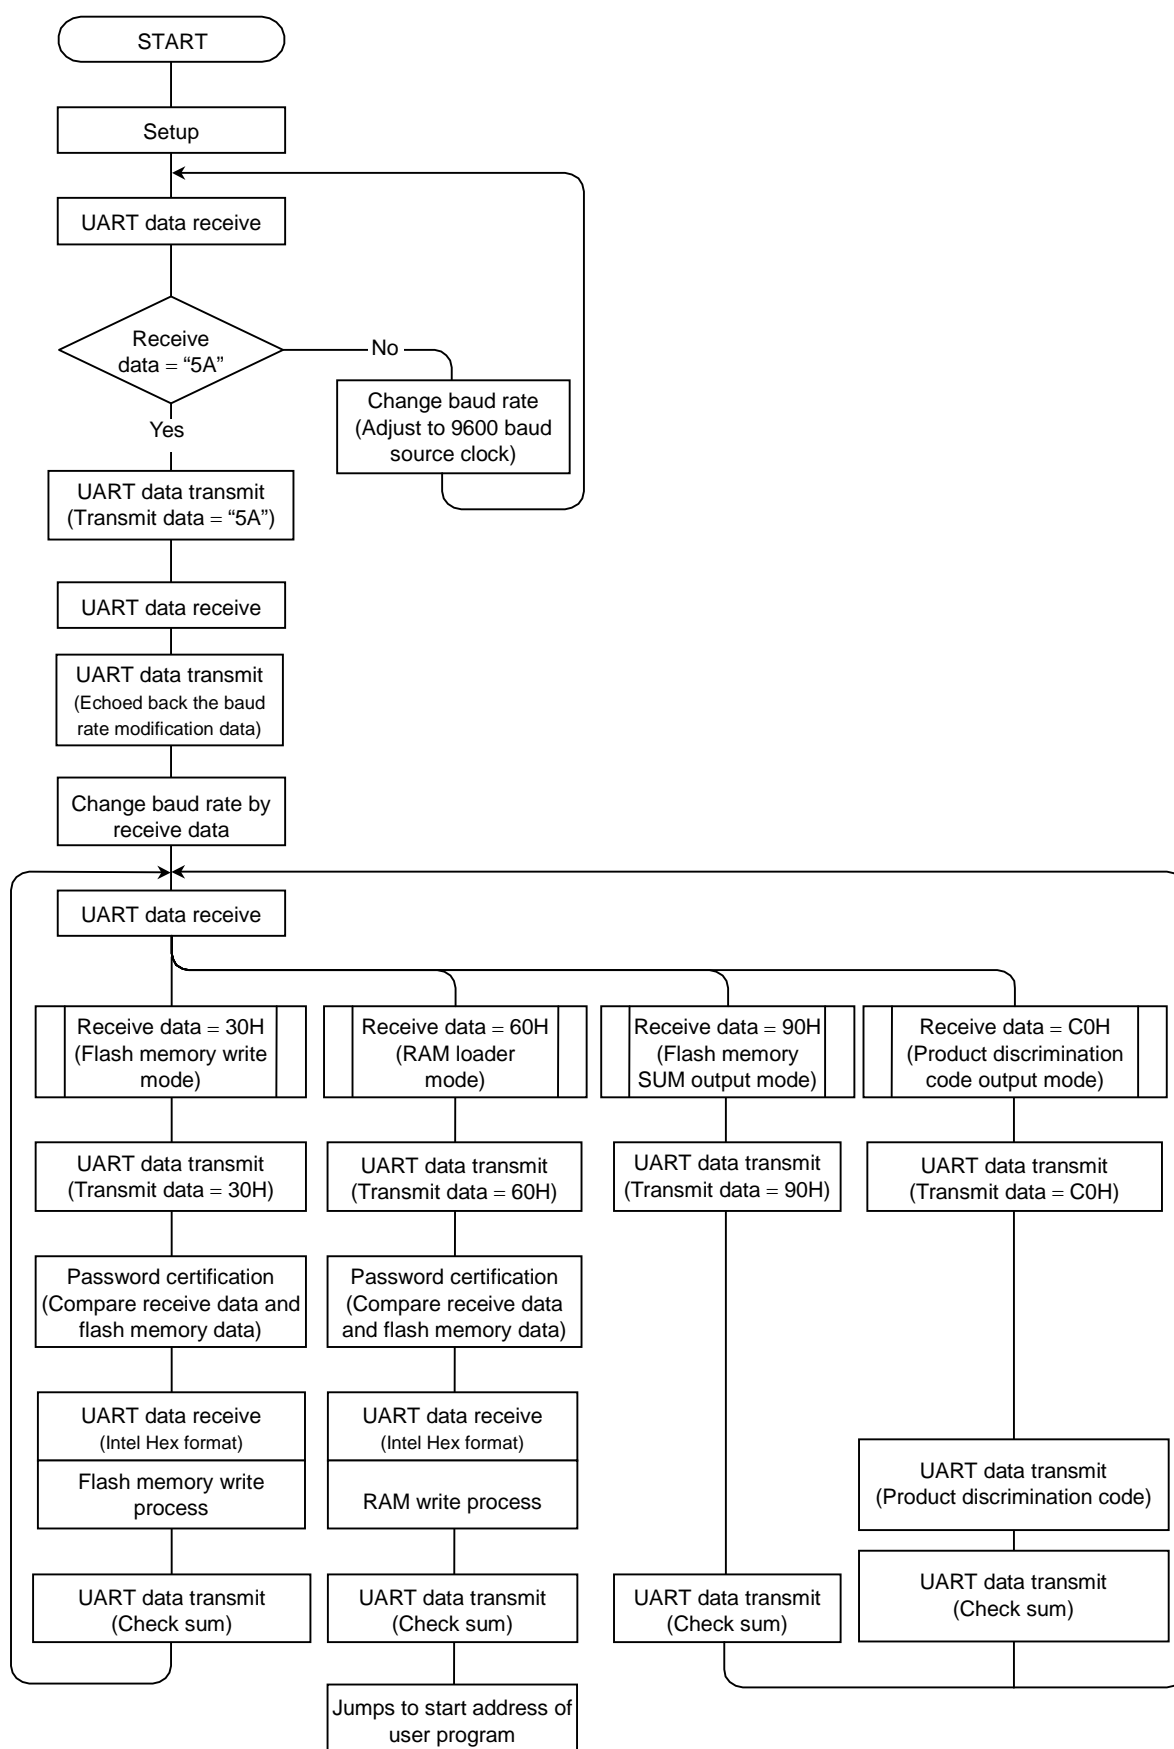 START
Setup
UART data receive
Receive
data = “5A”
No
Change baud rate
(Adjust to 9600 baud
source clock)
Yes
UART data transmit
(Transmit data = “5A”)
UART data receive
UART data transmit
(Echoed back the baud
rate modification data)
Change baud rate by
receive data
UART data receive
Receive data = 30H
(Flash memory write
mode)
Receive data = 60H
(RAM loader
mode)
Receive data = 90H
(Flash memory
SUM output mode)
Receive data = C0H
(Product discrimination
code output mode)
UART data transmit
(Transmit data = 30H)
UART data transmit
(Transmit data = 60H)
UART data transmit
(Transmit data = 90H)
UART data transmit
(Transmit data = C0H)
Password certification
(Compare receive data and
flash memory data)
Password certification
(Compare receive data
and flash memory data)
UART data receive
(Intel Hex format)
Flash memory write
process
UART data receive
(Intel Hex format)
RAM write process
UART data transmit
(Product discrimination code)
UART data transmit
(Check sum)
UART data transmit
(Check sum)
UART data transmit
(Check sum)
UART data transmit
(Check sum)
Jumps to start address of
user program